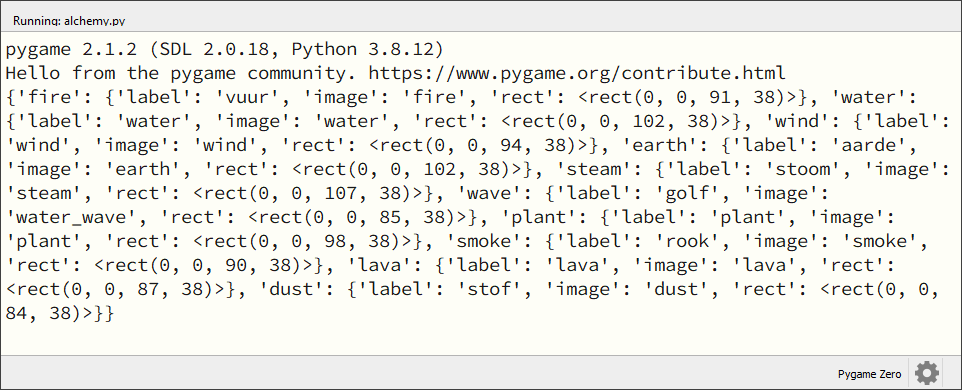 Running: alchemy.py
pygame 2.1.2 (SDL 2.0.18, Python 3.8.12)
Hello from the pygame community. https://www.pygame.org/contribute.html
{'fire': {'label': 'vuur', 'image': 'fire', 'rect': <rect(0, 0, 91, 38)>}, 'water':
{'label': 'water', 'image': 'water', 'rect': <rect(0, 0, 102, 38)>}, 'wind': {'label':
'wind', 'image': 'wind', 'rect': <rect(0, 0, 94, 38)>}, 'earth': {'label': 'aarde',
'image': 'earth', 'rect': <rect(0, 0, 102, 38)>}, 'steam': {'label': 'stoom', 'image':
'steam', 'rect': <rect(0, 0, 107, 38)>}, 'wave': {'label': 'golf', 'image':
'water_wave', 'rect': <rect(0, 0, 85, 38)>}, 'plant': {'label': 'plant', 'image':
'plant', 'rect': <rect(0, 0, 98, 38)>}, 'smoke': {'label': 'rook', 'image': 'smoke',
'rect': <rect(0, 0, 90, 38)>}, 'lava': {'label': 'lava', 'image': 'lava', 'rect':
<rect(0, 0, 87, 38)>}, 'dust': {'label': 'stof', 'image': 'dust', 'rect': <rect(0, 0,
84, 38)>}}
Pygame Zero